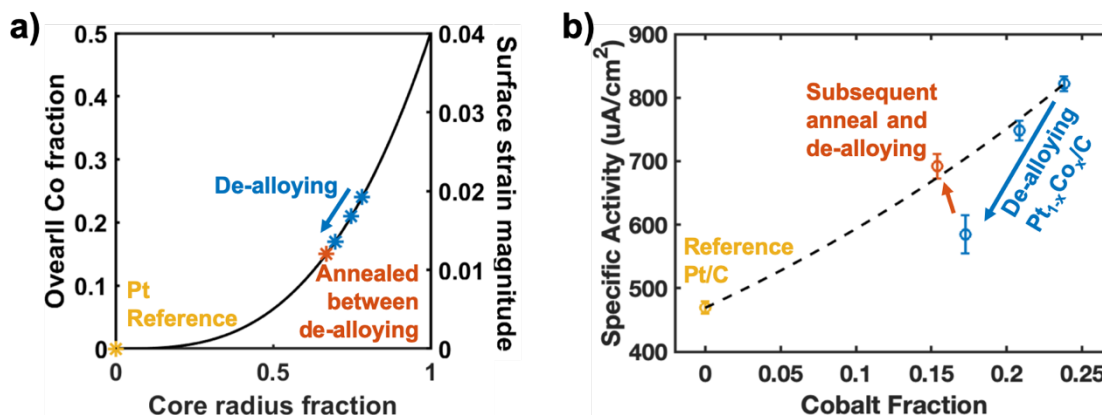 a)
Ovearll Co fraction
0.5
0.4
0.3
0.2
0.1
0
De-alloying
Pt
Reference
Annealed
between
de-alloying
0.04
0.03
0.02
0.01
0
Surface strain magnitude
0
0.5
1
Core radius fraction
b)
Specific Activity (uA/cm²)
900
800
700
600
500
400
Subsequent
anneal and
de-alloying
De-alloying
Pt₁₋ₓCoₓ/C
Reference
Pt/C
0
0.05
0.1
0.15
0.2
0.25
Cobalt Fraction